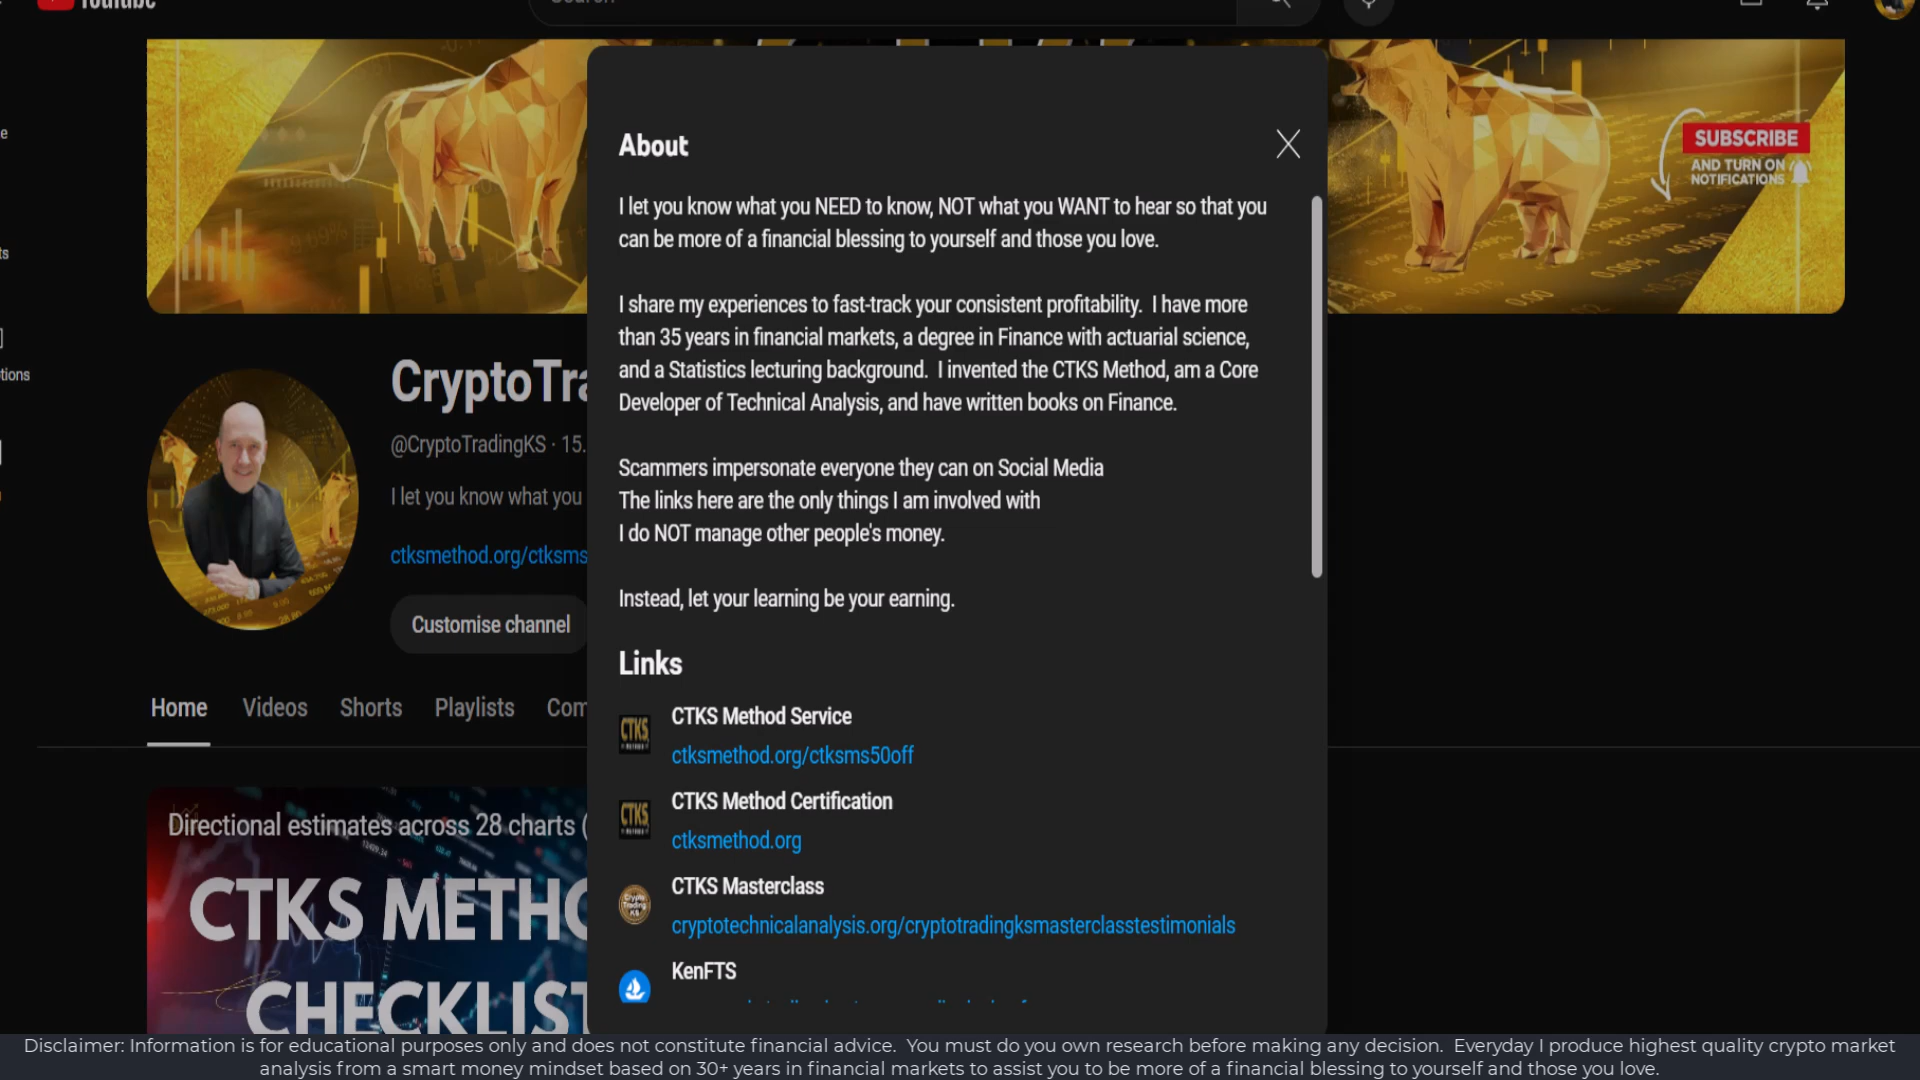 YouTube
SUBSCRIBE
AND TURN ON
NOTIFICATIONS
About
I let you know what you NEED to know, NOT what you WANT to hear so that you
can be more of a financial blessing to yourself and those you love.
I share my experiences to fast-track your consistent profitability.  I have more
than 35 years in financial markets, a degree in Finance with actuarial science,
and a Statistics lecturing background.  I invented the CTKS Method, am a Core
Developer of Technical Analysis, and have written books on Finance.
Scammers impersonate everyone they can on Social Media
The links here are the only things I am involved with
I do NOT manage other people's money.
Instead, let your learning be your earning.
Links
CTKS Method Service
ctksmethod.org/ctksms50off
CTKS Method Certification
ctksmethod.org
CTKS Masterclass
cryptotechnicalanalysis.org/cryptotradingksmasterclasstestimonials
KenFTS
CryptoTra
@CryptoTradingKS · 15.
I let you know what you
ctksmethod.org/ctksms
Customise channel
Home Videos Shorts Playlists Com
Directional estimates across 28 charts (
CTKS METHO
CHECKLIST
Disclaimer: Information is for educational purposes only and does not constitute financial advice.  You must do you own research before making any decision.  Everyday I produce highest quality crypto market
analysis from a smart money mindset based on 30+ years in financial markets to assist you to be more of a financial blessing to yourself and those you love.